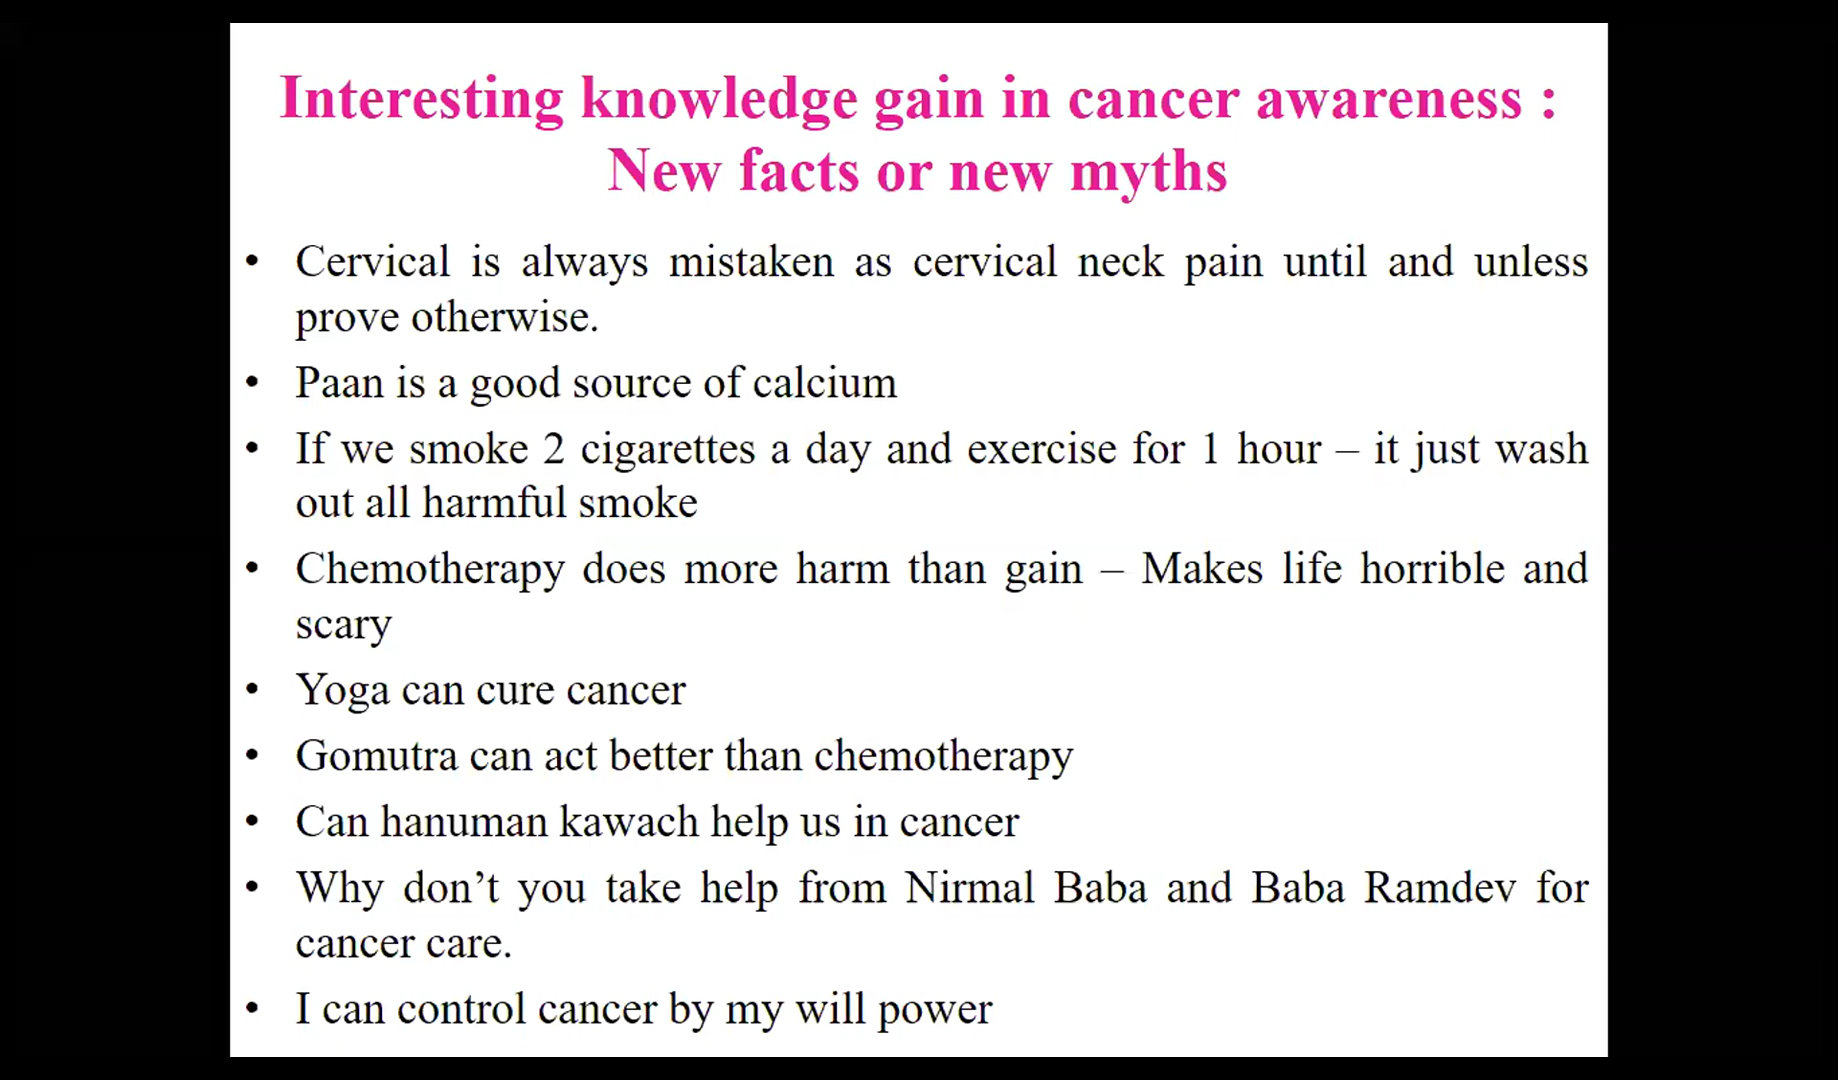 Interesting knowledge gain in cancer awareness :
New facts or new myths
• Cervical is always mistaken as cervical neck pain until and unless
prove otherwise.
• Paan is a good source of calcium
• If we smoke 2 cigarettes a day and exercise for 1 hour – it just wash
out all harmful smoke
• Chemotherapy does more harm than gain – Makes life horrible and
scary
• Yoga can cure cancer
• Gomutra can act better than chemotherapy
• Can hanuman kawach help us in cancer
• Why don’t you take help from Nirmal Baba and Baba Ramdev for
cancer care.
• I can control cancer by my will power